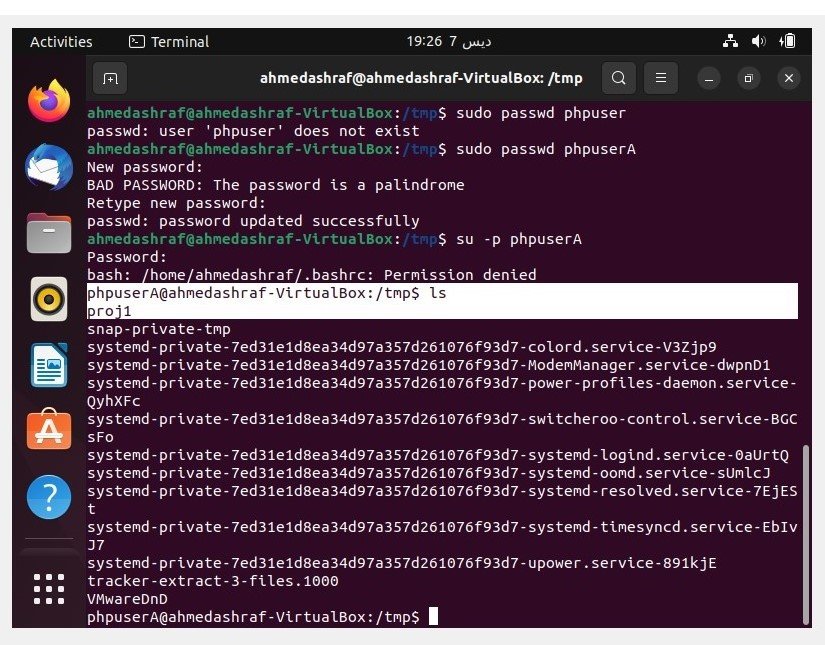 Activities
Terminal
19:26 7 ديس
ahmedashraf@ahmedashraf-VirtualBox: /tmp
ahmedashraf@ahmedashraf-VirtualBox:/tmp$ sudo passwd phpuser
passwd: user 'phpuser' does not exist
ahmedashraf@ahmedashraf-VirtualBox:/tmp$ sudo passwd phpuserA
New password:
BAD PASSWORD: The password is a palindrome
Retype new password:
passwd: password updated successfully
ahmedashraf@ahmedashraf-VirtualBox:/tmp$ su -p phpuserA
Password:
bash: /home/ahmedashraf/.bashrc: Permission denied
phpuserA@ahmedashraf-VirtualBox:/tmp$ ls
proj1
snap-private-tmp
systemd-private-7ed31e1d8ea34d97a357d261076f93d7-colord.service-V3Zjp9
systemd-private-7ed31e1d8ea34d97a357d261076f93d7-ModemManager.service-dwpnD1
systemd-private-7ed31e1d8ea34d97a357d261076f93d7-power-profiles-daemon.service-
QyhXFc
systemd-private-7ed31e1d8ea34d97a357d261076f93d7-switcheroo-control.service-BGC
sFo
systemd-private-7ed31e1d8ea34d97a357d261076f93d7-systemd-logind.service-0aUrtQ
systemd-private-7ed31e1d8ea34d97a357d261076f93d7-systemd-oomd.service-sUmlcJ
systemd-private-7ed31e1d8ea34d97a357d261076f93d7-systemd-resolved.service-7EjES
t
systemd-private-7ed31e1d8ea34d97a357d261076f93d7-systemd-timesyncd.service-EbIv
J7
systemd-private-7ed31e1d8ea34d97a357d261076f93d7-upower.service-891kjE
tracker-extract-3-files.1000
VMwareDnD
phpuserA@ahmedashraf-VirtualBox:/tmp$